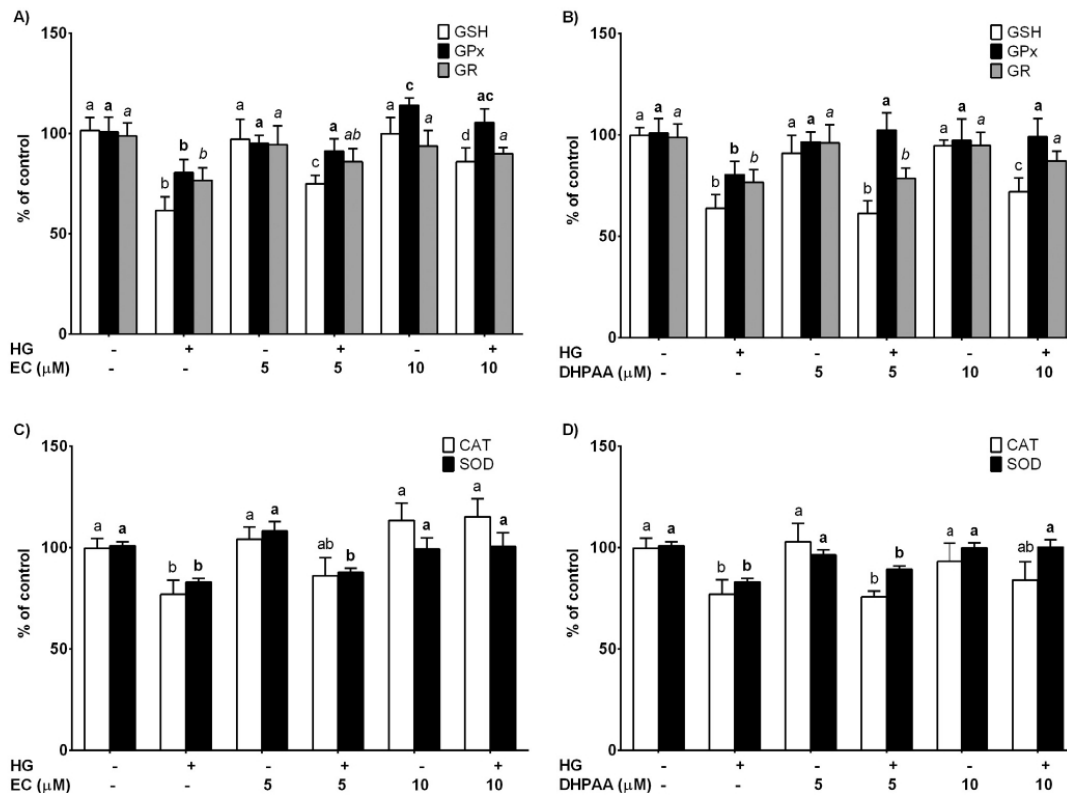 A)
GSH
GPx
GR
% of control
150
100
50
0
a a a b b b a a a c a ab a c a d ac a
HG - + - + - +
EC (μM) - - 5 5 10 10
B)
GSH
GPx
GR
% of control
150
100
50
0
a a a b b b a a a b a b a a a c a a
HG - + - + - +
DHPAA (μM) - - 5 5 10 10
C)
CAT
SOD
% of control
150
100
50
0
a a b b a a ab b a a a a
HG - + - + - +
EC (μM) - - 5 5 10 10
D)
CAT
SOD
% of control
150
100
50
0
a a b b a a b b a a ab a
HG - + - + - +
DHPAA (μM) - - 5 5 10 10